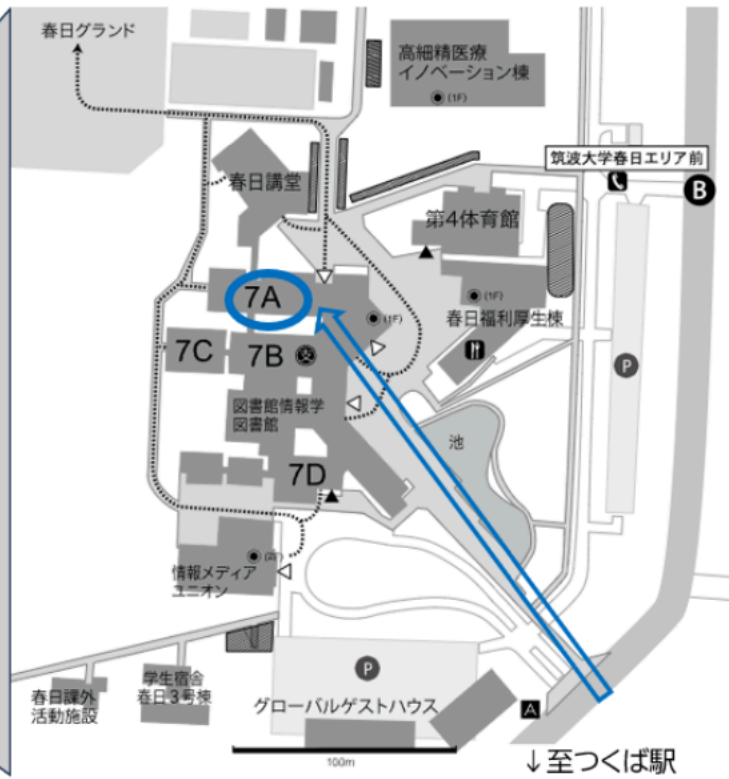 春日グランド
高細精医療
イノベーション棟
(1F)
筑波大学春日エリア前
B
春日講堂
第4体育館
7A
(1F)
(1F)
春日福利厚生棟
7C
7B
P
図書館情報学
図書館
池
7D
情報メディア
ユニオン
P
学生宿舎
春日3号棟
春日課外
活動施設
グローバルゲストハウス
A
100m
↓至つくば駅